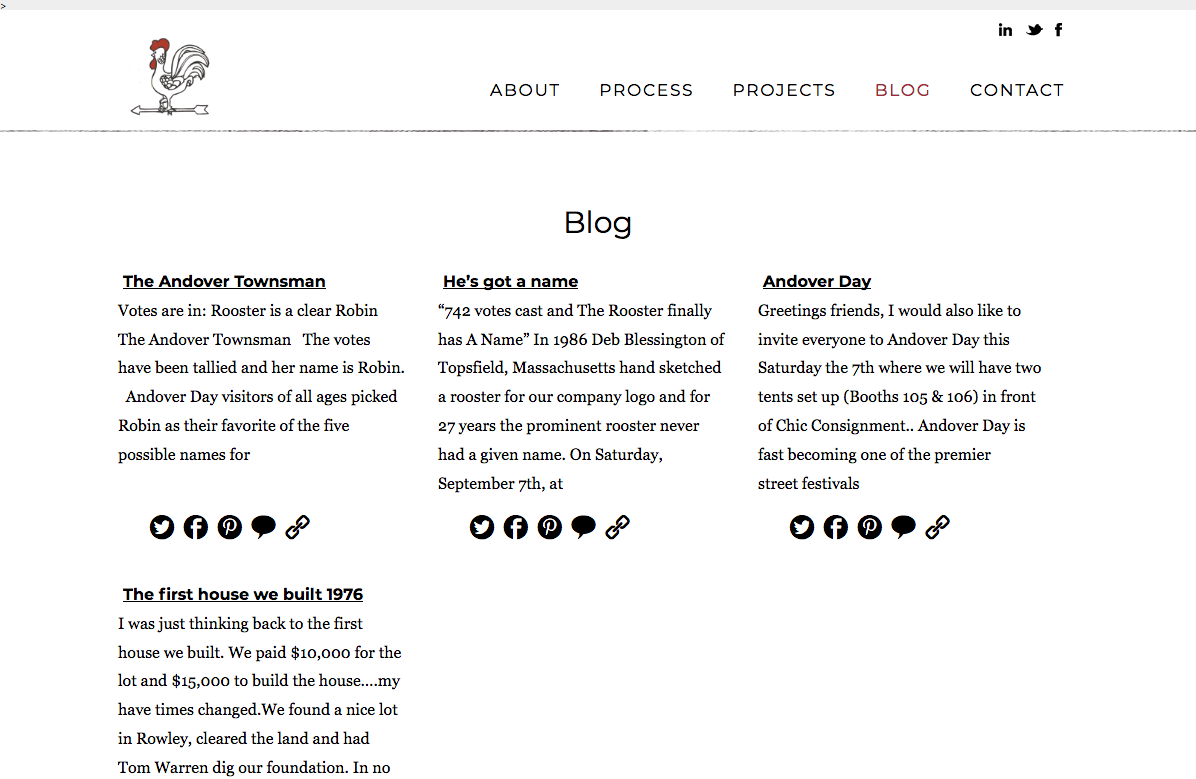 >
ABOUT PROCESS PROJECTS BLOG CONTACT
Blog
The Andover Townsman
Votes are in: Rooster is a clear Robin
The Andover Townsman   The votes
have been tallied and her name is Robin.
Andover Day visitors of all ages picked
Robin as their favorite of the five
possible names for
He’s got a name
“742 votes cast and The Rooster finally
has A Name” In 1986 Deb Blessington of
Topsfield, Massachusetts hand sketched
a rooster for our company logo and for
27 years the prominent rooster never
had a given name. On Saturday,
September 7th, at
Andover Day
Greetings friends, I would also like to
invite everyone to Andover Day this
Saturday the 7th where we will have two
tents set up (Booths 105 & 106) in front
of Chic Consignment.. Andover Day is
fast becoming one of the premier
street festivals
The first house we built 1976
I was just thinking back to the first
house we built. We paid $10,000 for the
lot and $15,000 to build the house....my
have times changed.We found a nice lot
in Rowley, cleared the land and had
Tom Warren dig our foundation. In no